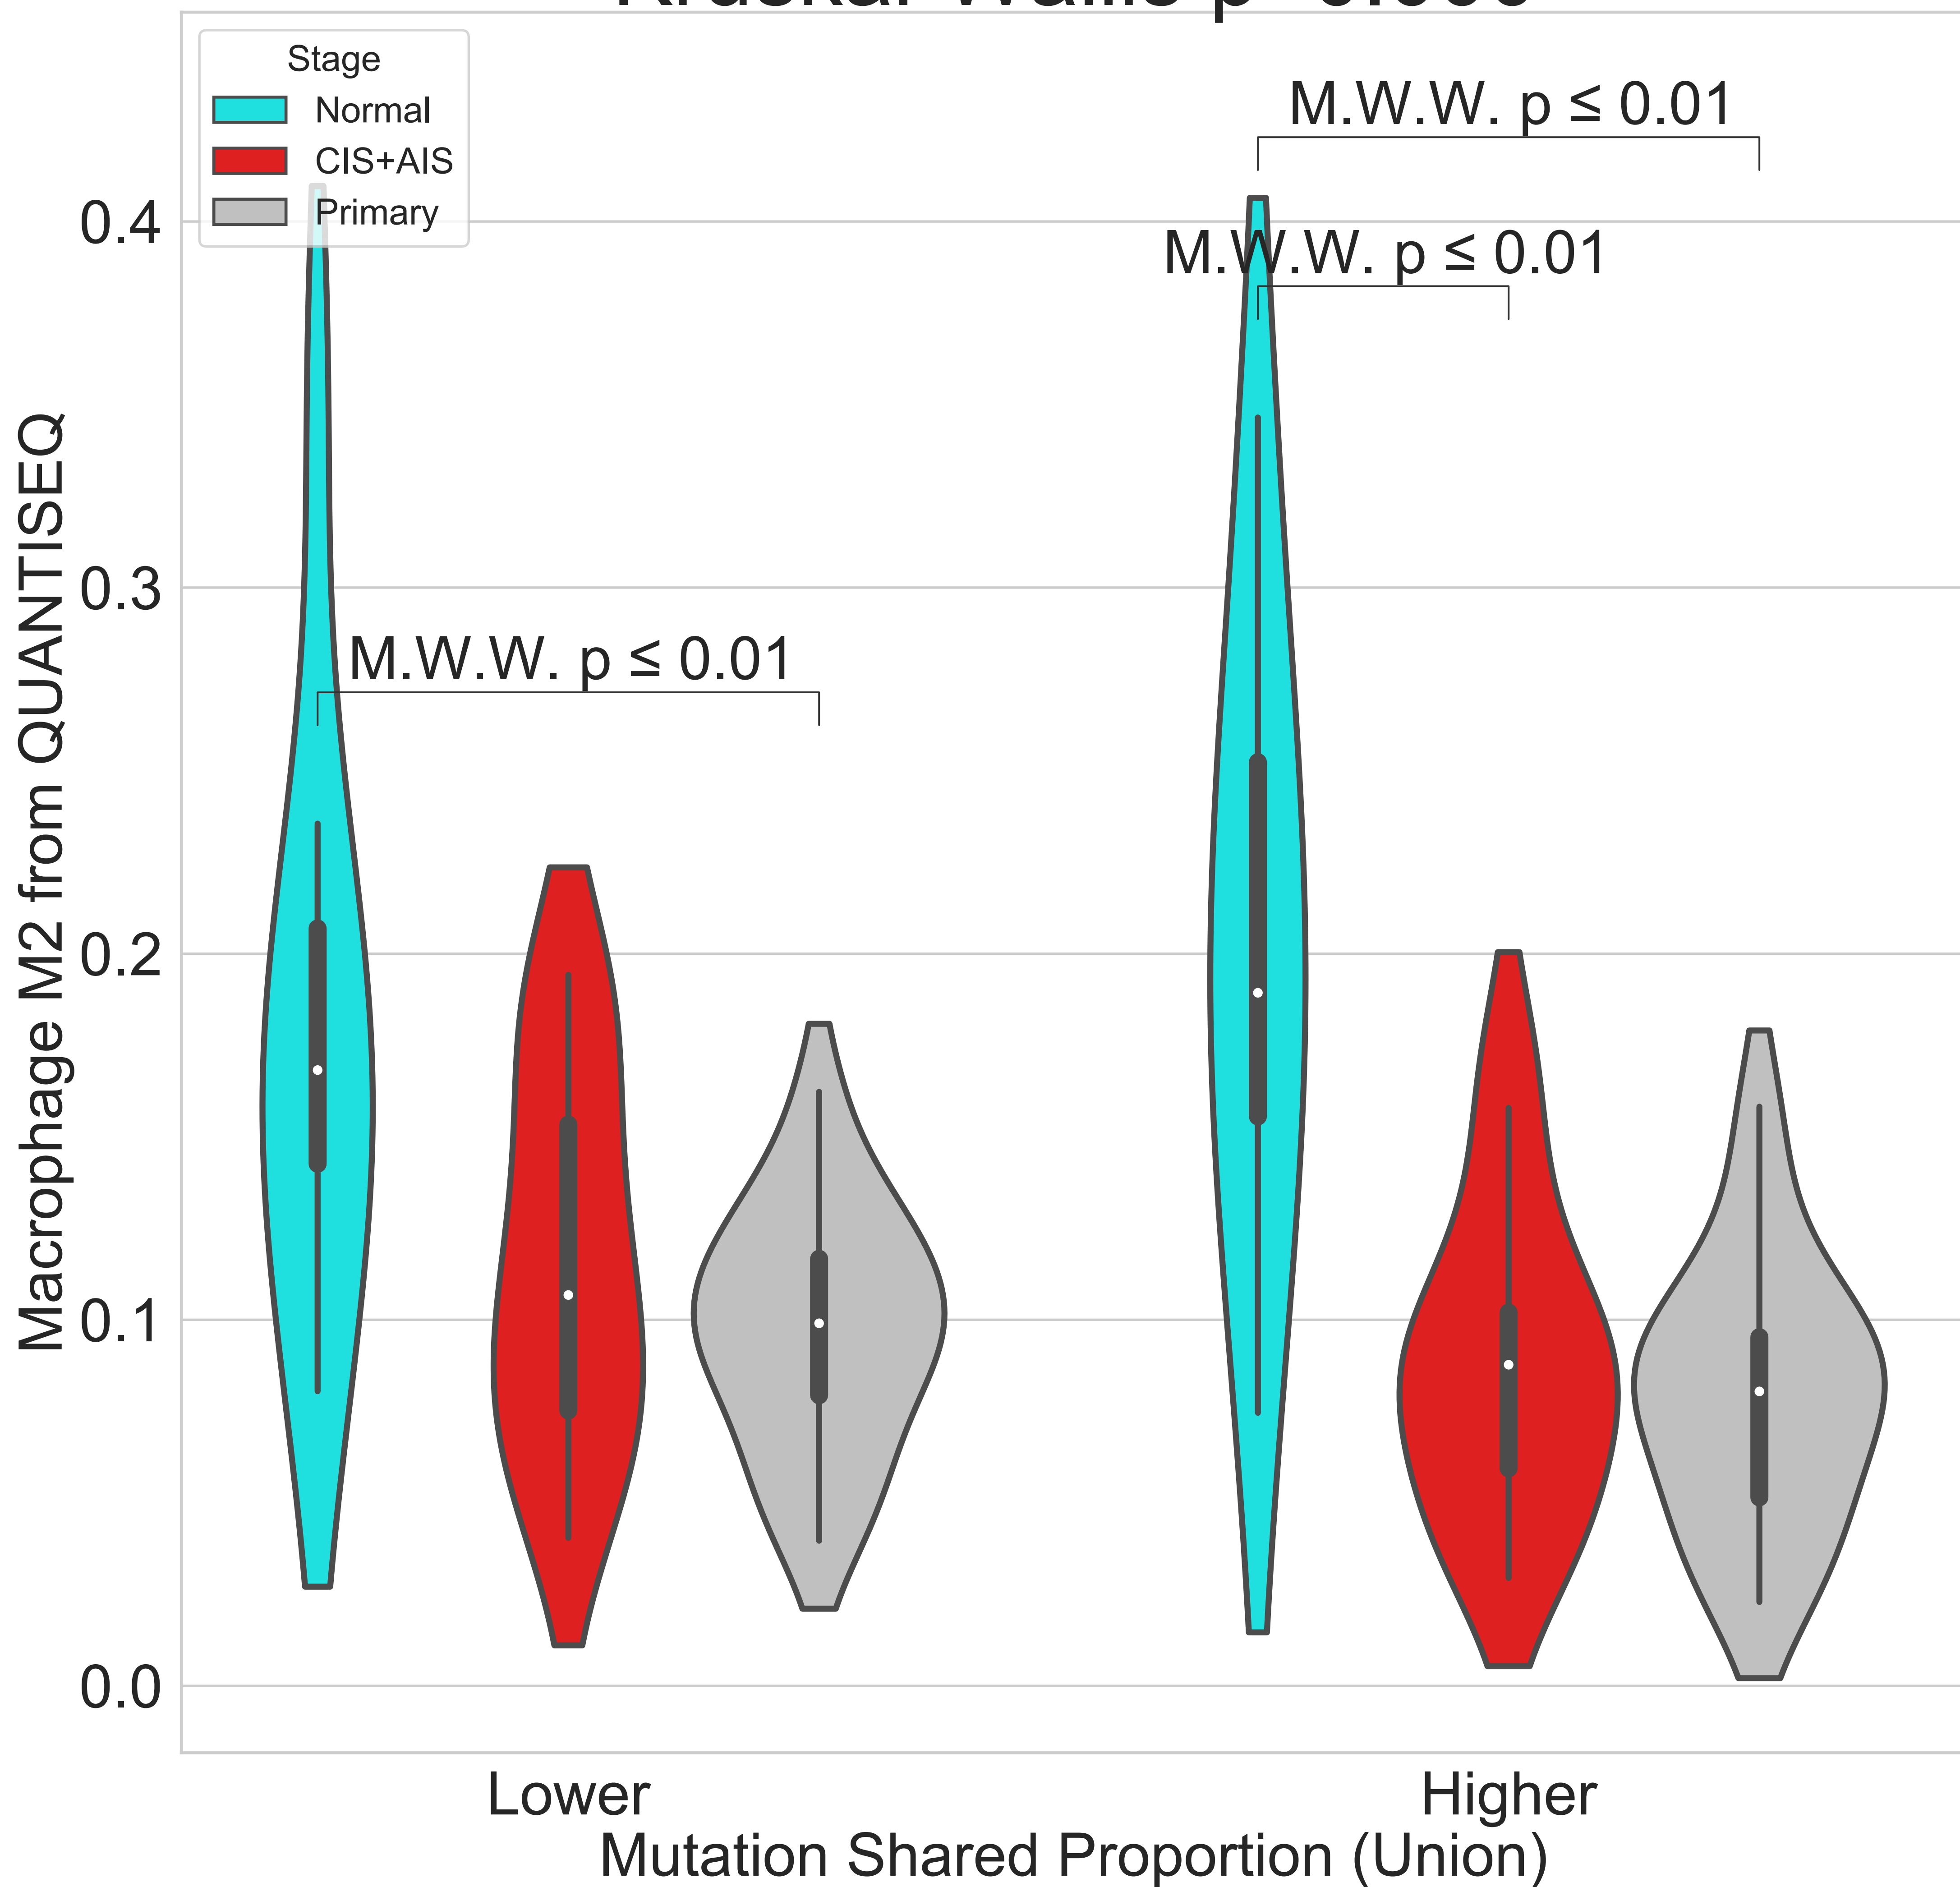 Stage
Normal
CIS+AIS
Primary
M.W.W. p ≤ 0.01
M.W.W. p ≤ 0.01
M.W.W. p ≤ 0.01
0.4
0.3
0.2
0.1
0.0
Macrophage M2 from QUANTISEQ
Lower
Higher
Mutation Shared Proportion (Union)